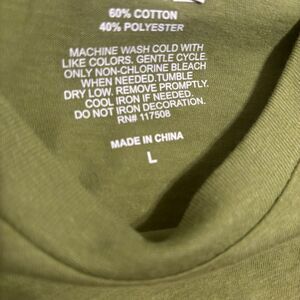 60% COTTON
40% POLYESTER
MACHINE WASH COLD WITH
LIKE COLORS. GENTLE CYCLE.
ONLY NON-CHLORINE BLEACH
WHEN NEEDED.TUMBLE
DRY LOW. REMOVE PROMPTLY.
COOL IRON IF NEEDED.
DO NOT IRON DECORATION.
RN# 117508
MADE IN CHINA
L